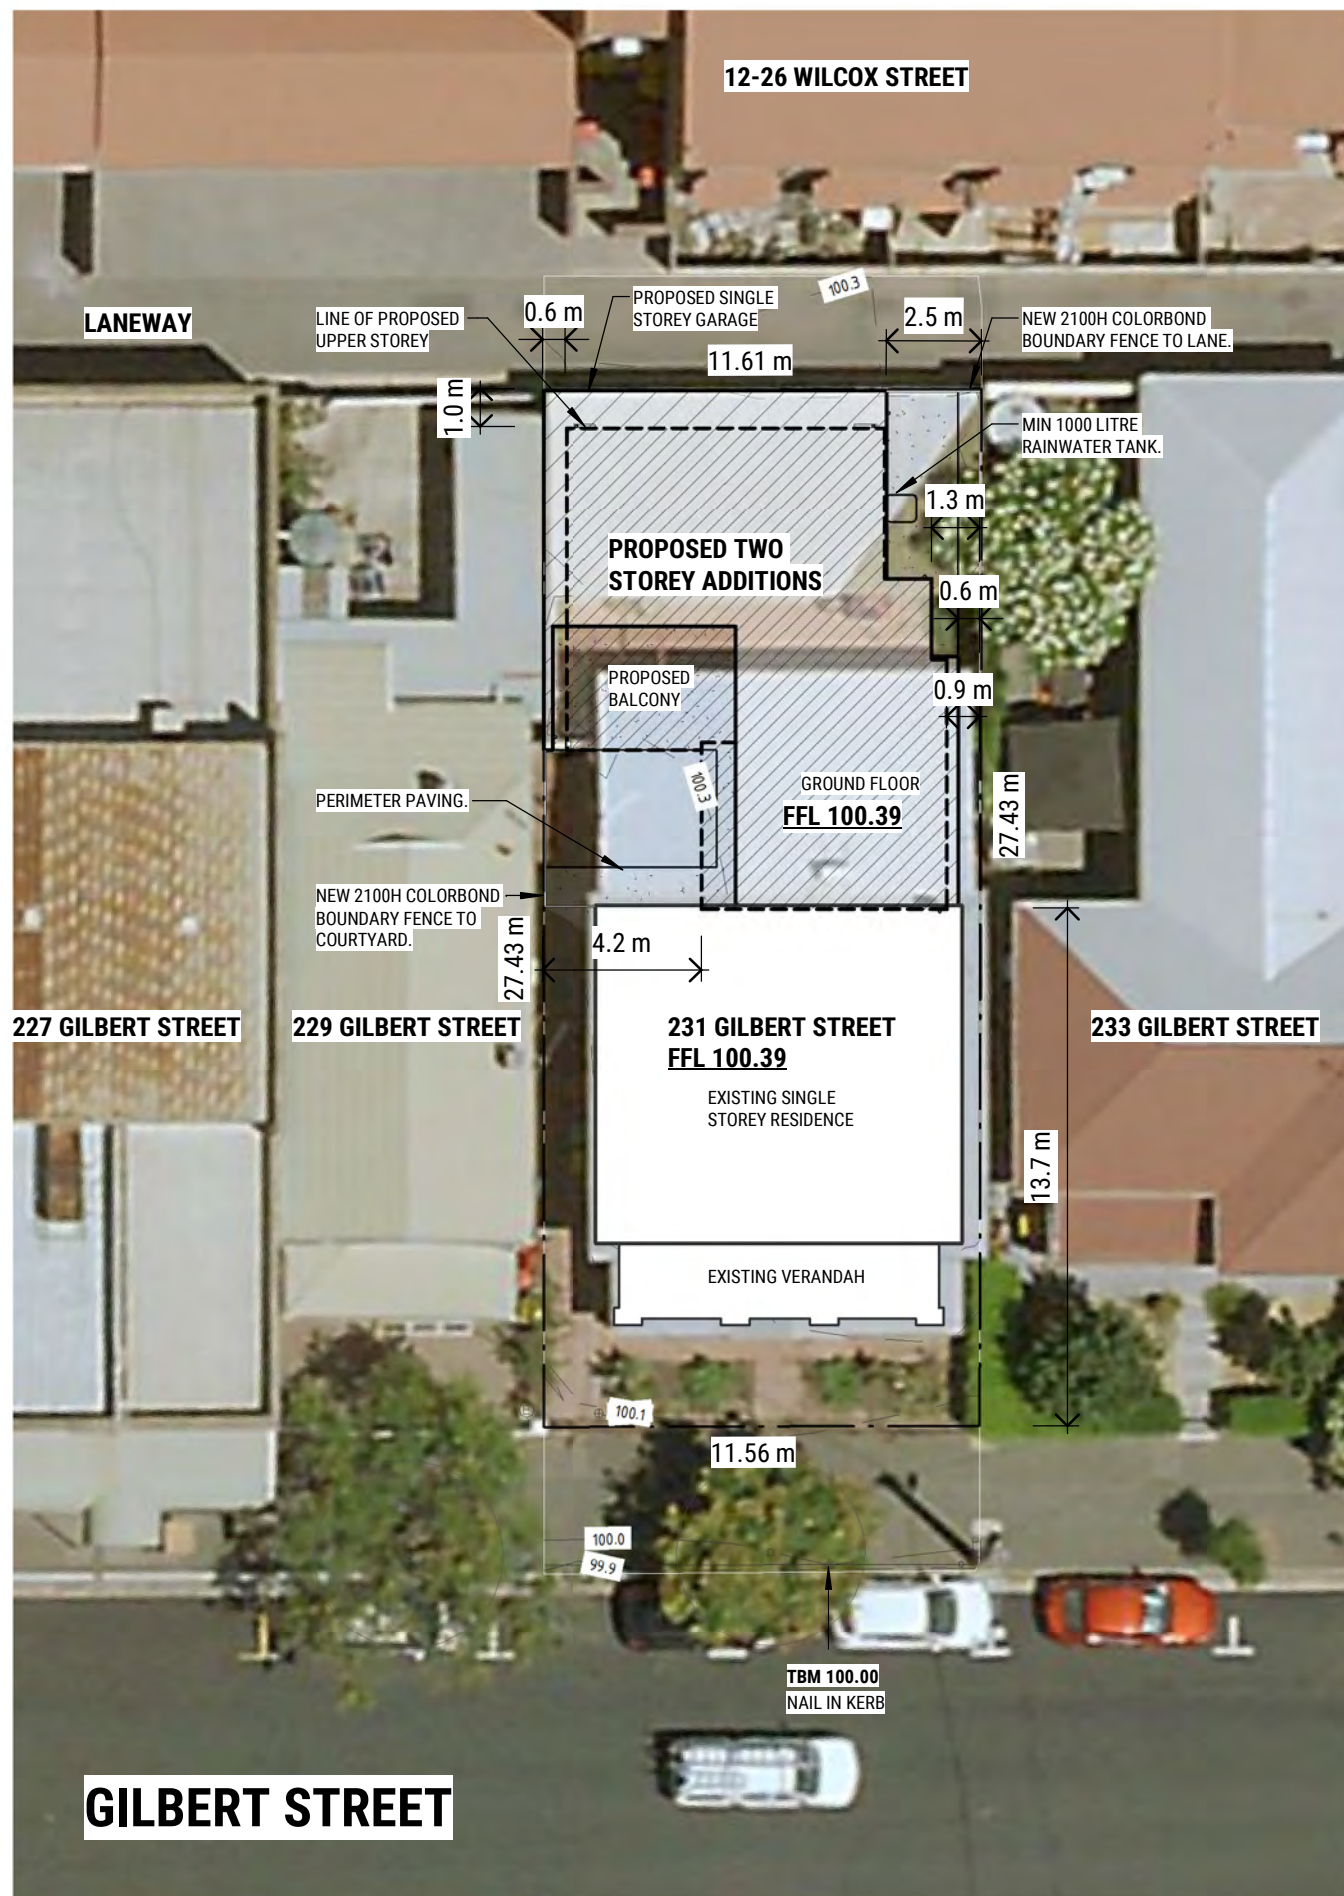 12-26 WILCOX STREET
100.3
LANEWAY
LINE OF PROPOSED
UPPER STOREY
0.6 m
PROPOSED SINGLE
STOREY GARAGE
2.5 m
NEW 2100H COLORBOND
BOUNDARY FENCE TO LANE.
11.61 m
1.0 m
MIN 1000 LITRE
RAINWATER TANK.
1.3 m
PROPOSED TWO
STOREY ADDITIONS
0.6 m
PROPOSED
BALCONY
0.9 m
100.3
GROUND FLOOR
FFL 100.39
PERIMETER PAVING.
27.43 m
NEW 2100H COLORBOND
BOUNDARY FENCE TO
COURTYARD.
27.43 m
4.2 m
227 GILBERT STREET
229 GILBERT STREET
231 GILBERT STREET
FFL 100.39
233 GILBERT STREET
EXISTING SINGLE
STOREY RESIDENCE
13.7 m
EXISTING VERANDAH
100.1
11.56 m
100.0
99.9
TBM 100.00
NAIL IN KERB
GILBERT STREET